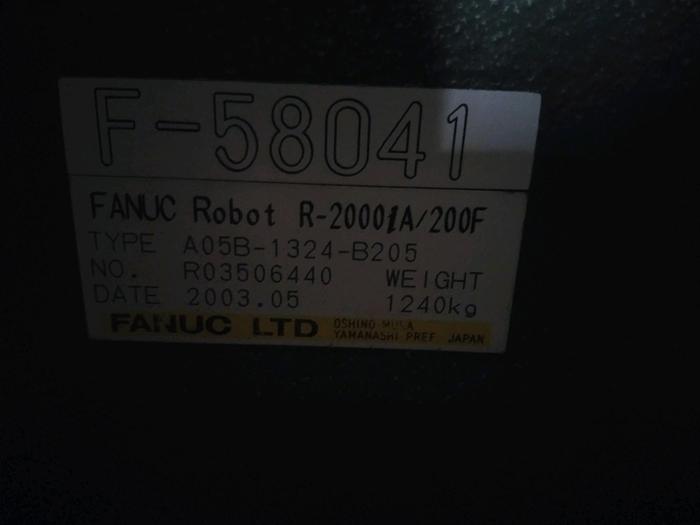 F-58041
FANUC Robot R-2000iA/200F
TYPE A05B-1324-B205
NO. R03506440 WEIGHT
DATE 2003.05 1240kg
FANUC LTD OSHINO-MURA
YAMANASHI PREF. JAPAN